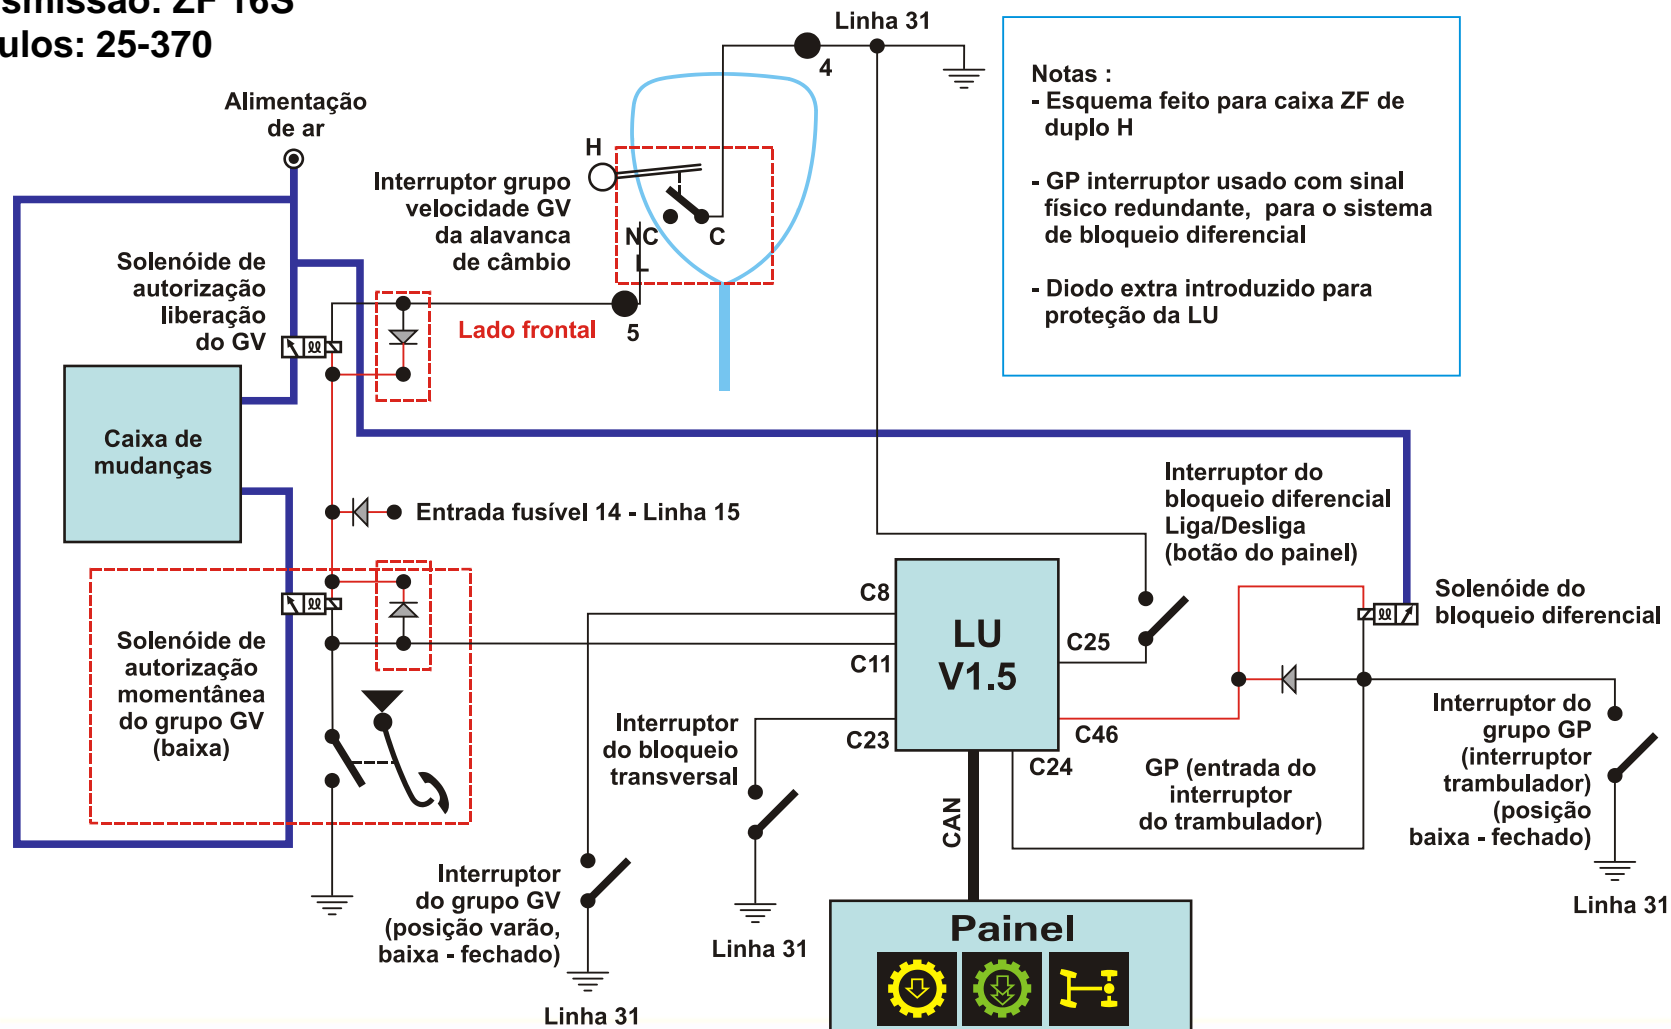 smissão: ZF 16S
ulos: 25-370
Linha 31
4
Alimentação
de ar
H
Interruptor grupo
velocidade GV
da alavanca
de câmbio
NC
C
L
5
Solenóide de
autorização
liberação
do GV
Lado frontal
Notas :
- Esquema feito para caixa ZF de
duplo H
- GP interruptor usado com sinal
físico redundante, para o sistema
de bloqueio diferencial
- Diodo extra introduzido para
proteção da LU
Caixa de
mudanças
Entrada fusível 14 - Linha 15
Interruptor do
bloqueio diferencial
Liga/Desliga
(botão do painel)
Solenóide do
bloqueio diferencial
C8
C11
C23
LU
V1.5
C25
C46
C24
CAN
Solenóide de
autorização
momentânea
do grupo GV
(baixa)
Interruptor
do bloqueio
transversal
GP (entrada do
interruptor
do trambulador)
Interruptor do
grupo GP
(interruptor
trambulador)
(posição
baixa - fechado)
Linha 31
Interruptor
do grupo GV
(posição varão,
baixa - fechado)
Linha 31
Linha 31
Painel